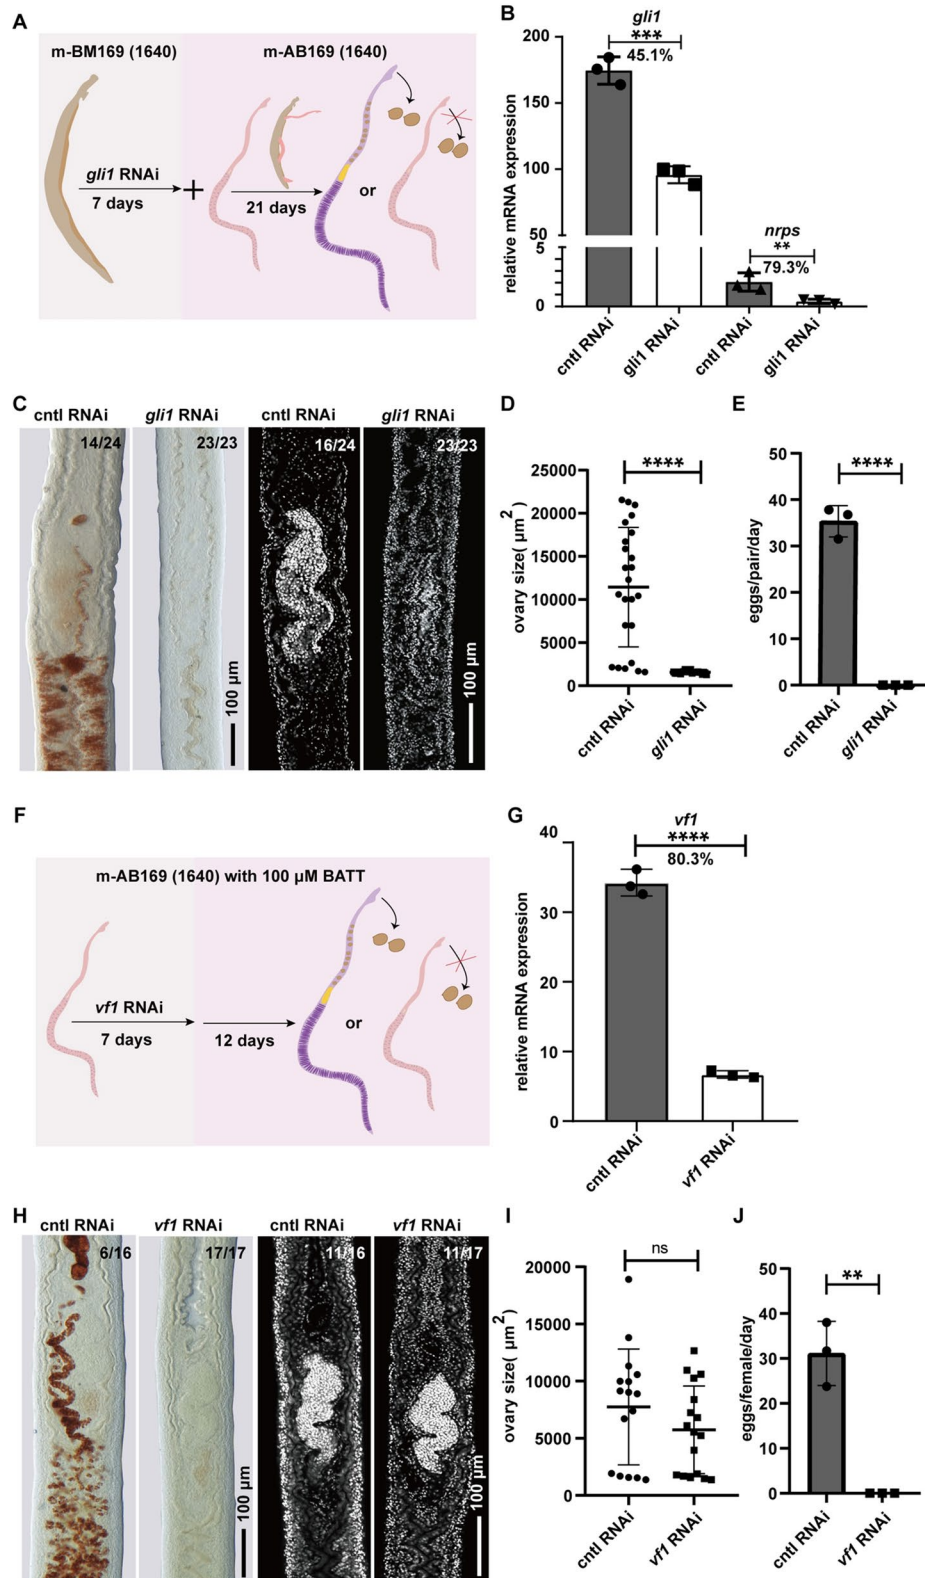 A
m-BM169 (1640)
m-AB169 (1640)
gli1 RNAi
7 days
+
21 days
or
B
gli1
***
45.1%
nrps
**
79.3%
relative mRNA expression
200
150
100
50
5
0
cntl RNAi
gli1 RNAi
cntl RNAi
gli1 RNAi
C
cntl RNAi
gli1 RNAi
cntl RNAi
gli1 RNAi
14/24
23/23
16/24
23/23
100 µm
100 µm
D
****
ovary size( µm²)
25000
20000
15000
10000
5000
0
cntl RNAi
gli1 RNAi
E
****
eggs/pair/day
50
40
30
20
10
0
cntl RNAi
gli1 RNAi
F
m-AB169 (1640) with 100 µM BATT
vf1 RNAi
7 days
12 days
or
G
vf1
****
80.3%
relative mRNA expression
40
30
20
10
0
cntl RNAi
vf1 RNAi
H
cntl RNAi
vf1 RNAi
cntl RNAi
vf1 RNAi
6/16
17/17
11/16
11/17
100 µm
100 µm
I
ns
ovary size( µm²)
20000
15000
10000
5000
0
cntl RNAi
vf1 RNAi
J
**
eggs/female/day
50
40
30
20
10
0
cntl RNAi
vf1 RNAi